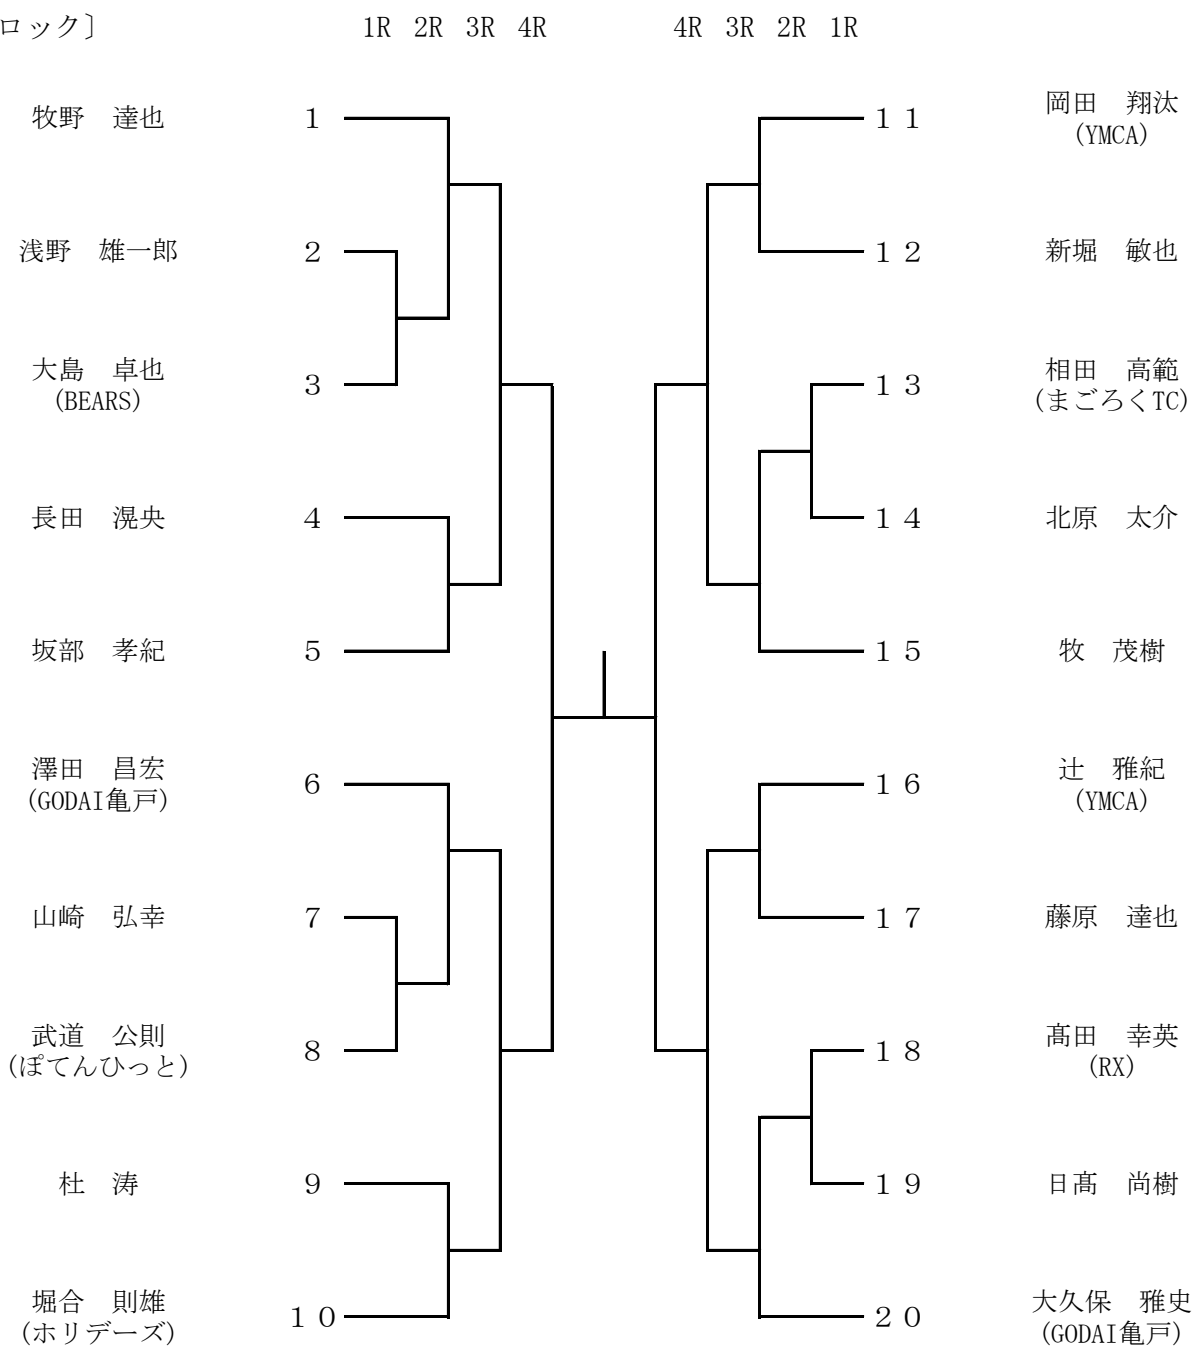 ロック〕 1R 2R 3R 4R 4R 3R 2R 1R
牧野 達也 1
浅野 雄一郎 2
大島 卓也
(BEARS)
3
長田 滉央 4
坂部 孝紀 5
澤田 昌宏
(GODAI亀戸)
6
山崎 弘幸 7
武道 公則
(ぽてんひっと)
8
杜 涛 9
堀合 則雄
(ホリデーズ)
10
11
岡田 翔汰
(YMCA)
12 新堀 敏也
13
相田 高範
(まごろくTC)
14 北原 太介
15 牧 茂樹
16
辻 雅紀
(YMCA)
17 藤原 達也
18
髙田 幸英
(RX)
19 日髙 尚樹
20
大久保 雅史
(GODAI亀戸)